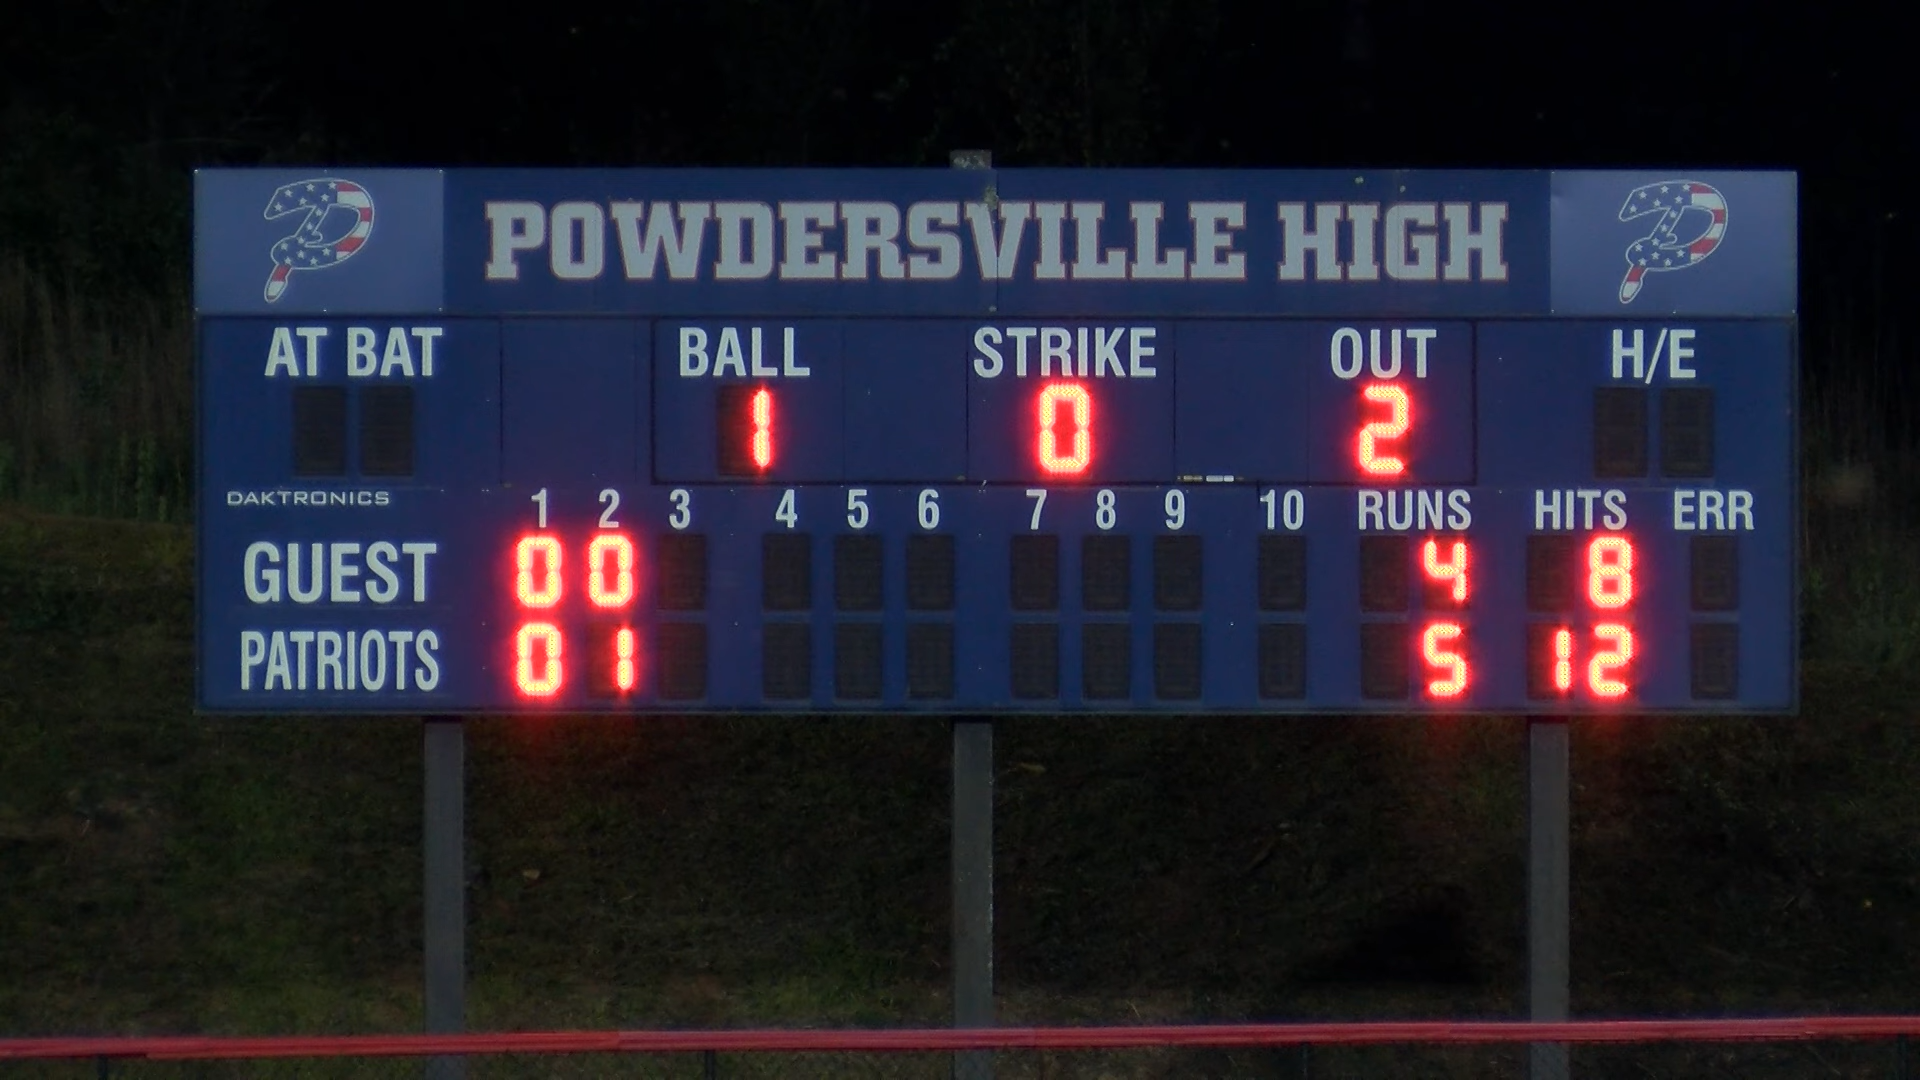 POWDERSVILLE HIGH
AT BAT BALL STRIKE OUT H/E
1 0 2
DAKTRONICS 1 2 3 4 5 6 7 8 9 10 RUNS HITS ERR
GUEST 0 0 4 8
PATRIOTS 0 1 5 12